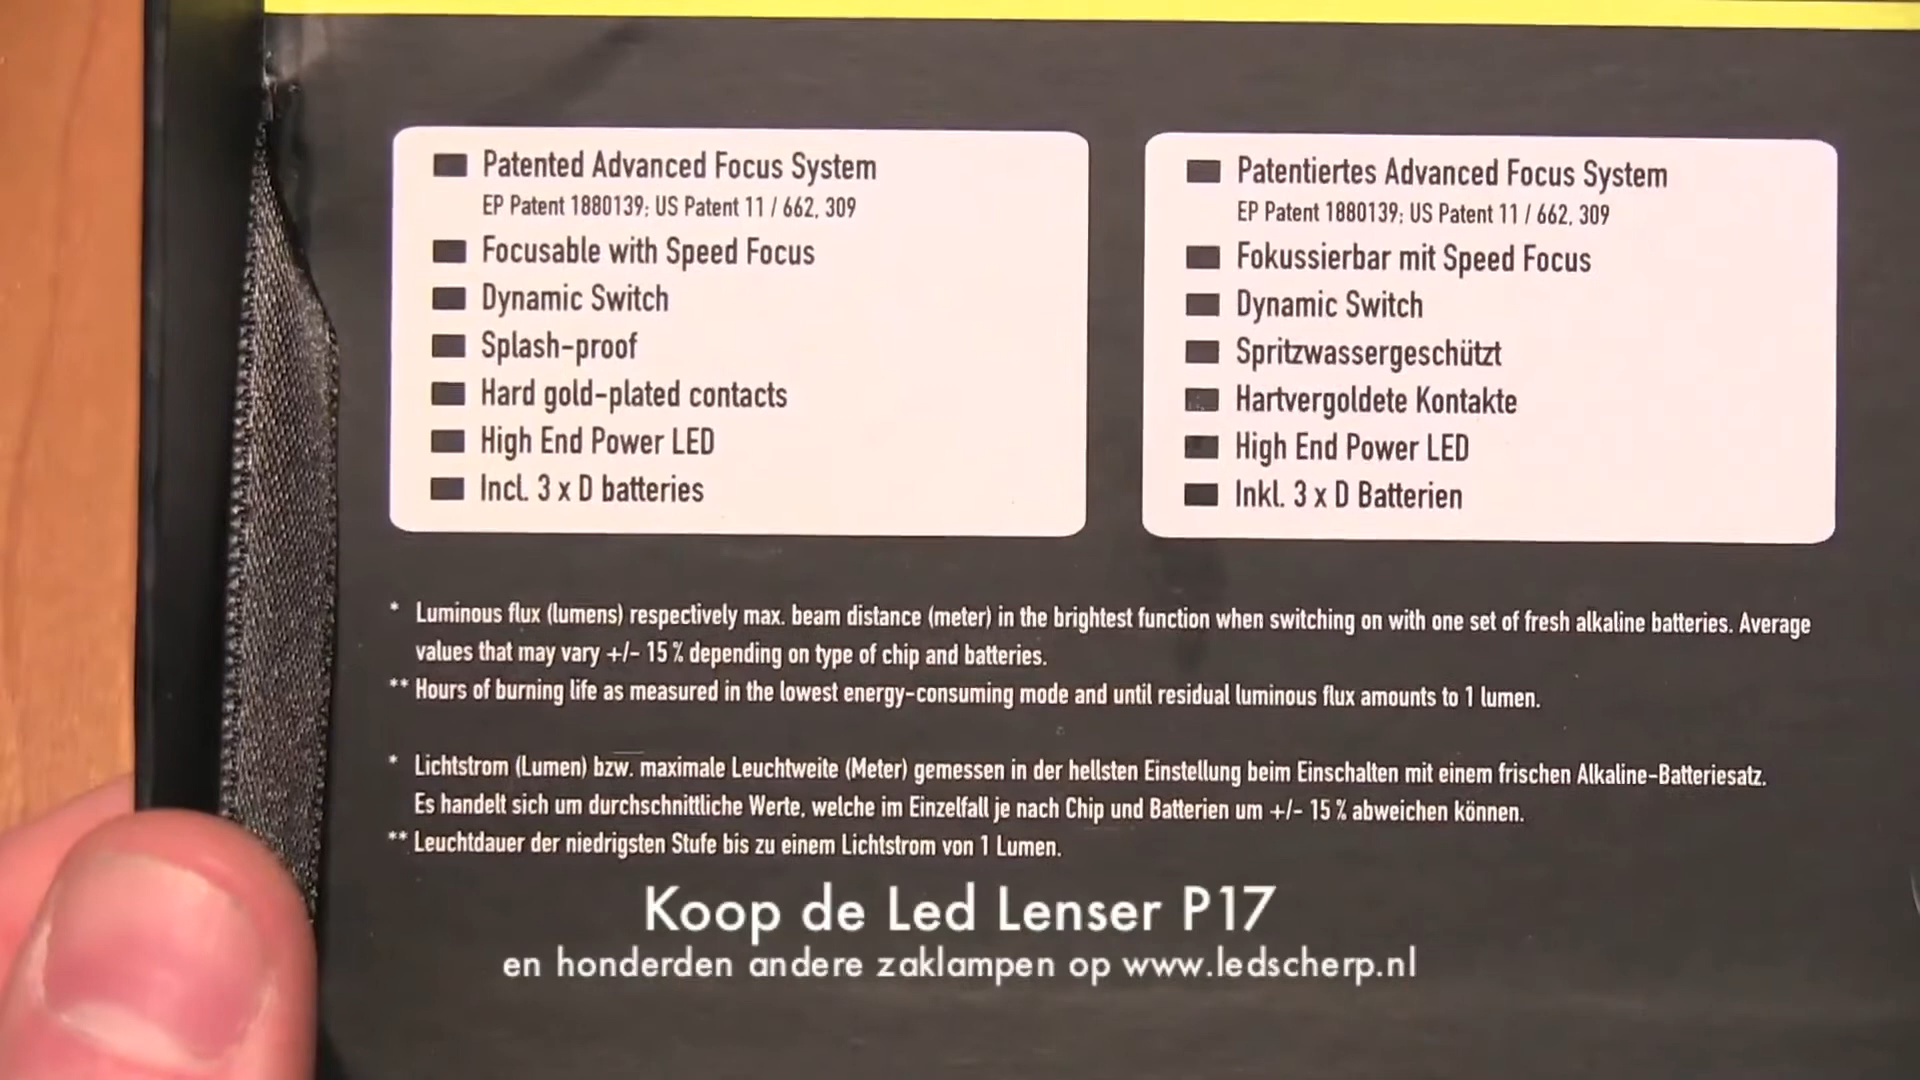 Patented Advanced Focus System
EP Patent 1880139; US Patent 11 / 662, 309
Focusable with Speed Focus
Dynamic Switch
Splash-proof
Hard gold-plated contacts
High End Power LED
Incl. 3 x D batteries
Patentiertes Advanced Focus System
EP Patent 1880139; US Patent 11 / 662, 309
Fokussierbar mit Speed Focus
Dynamic Switch
Spritzwassergeschützt
Hartvergoldete Kontakte
High End Power LED
Inkl. 3 x D Batterien
* Luminous flux (lumens) respectively max. beam distance (meter) in the brightest function when switching on with one set of fresh alkaline batteries. Average
values that may vary +/- 15 % depending on type of chip and batteries.
** Hours of burning life as measured in the lowest energy-consuming mode and until residual luminous flux amounts to 1 lumen.
* Lichtstrom (Lumen) bzw. maximale Leuchtweite (Meter) gemessen in der hellsten Einstellung beim Einschalten mit einem frischen Alkaline-Batteriesatz.
Es handelt sich um durchschnittliche Werte, welche im Einzelfall je nach Chip und Batterien um +/- 15 % abweichen können.
** Leuchtdauer der niedrigsten Stufe bis zu einem Lichtstrom von 1 Lumen.
Koop de Led Lenser P17
en honderden andere zaklampen op www.ledscherp.nl